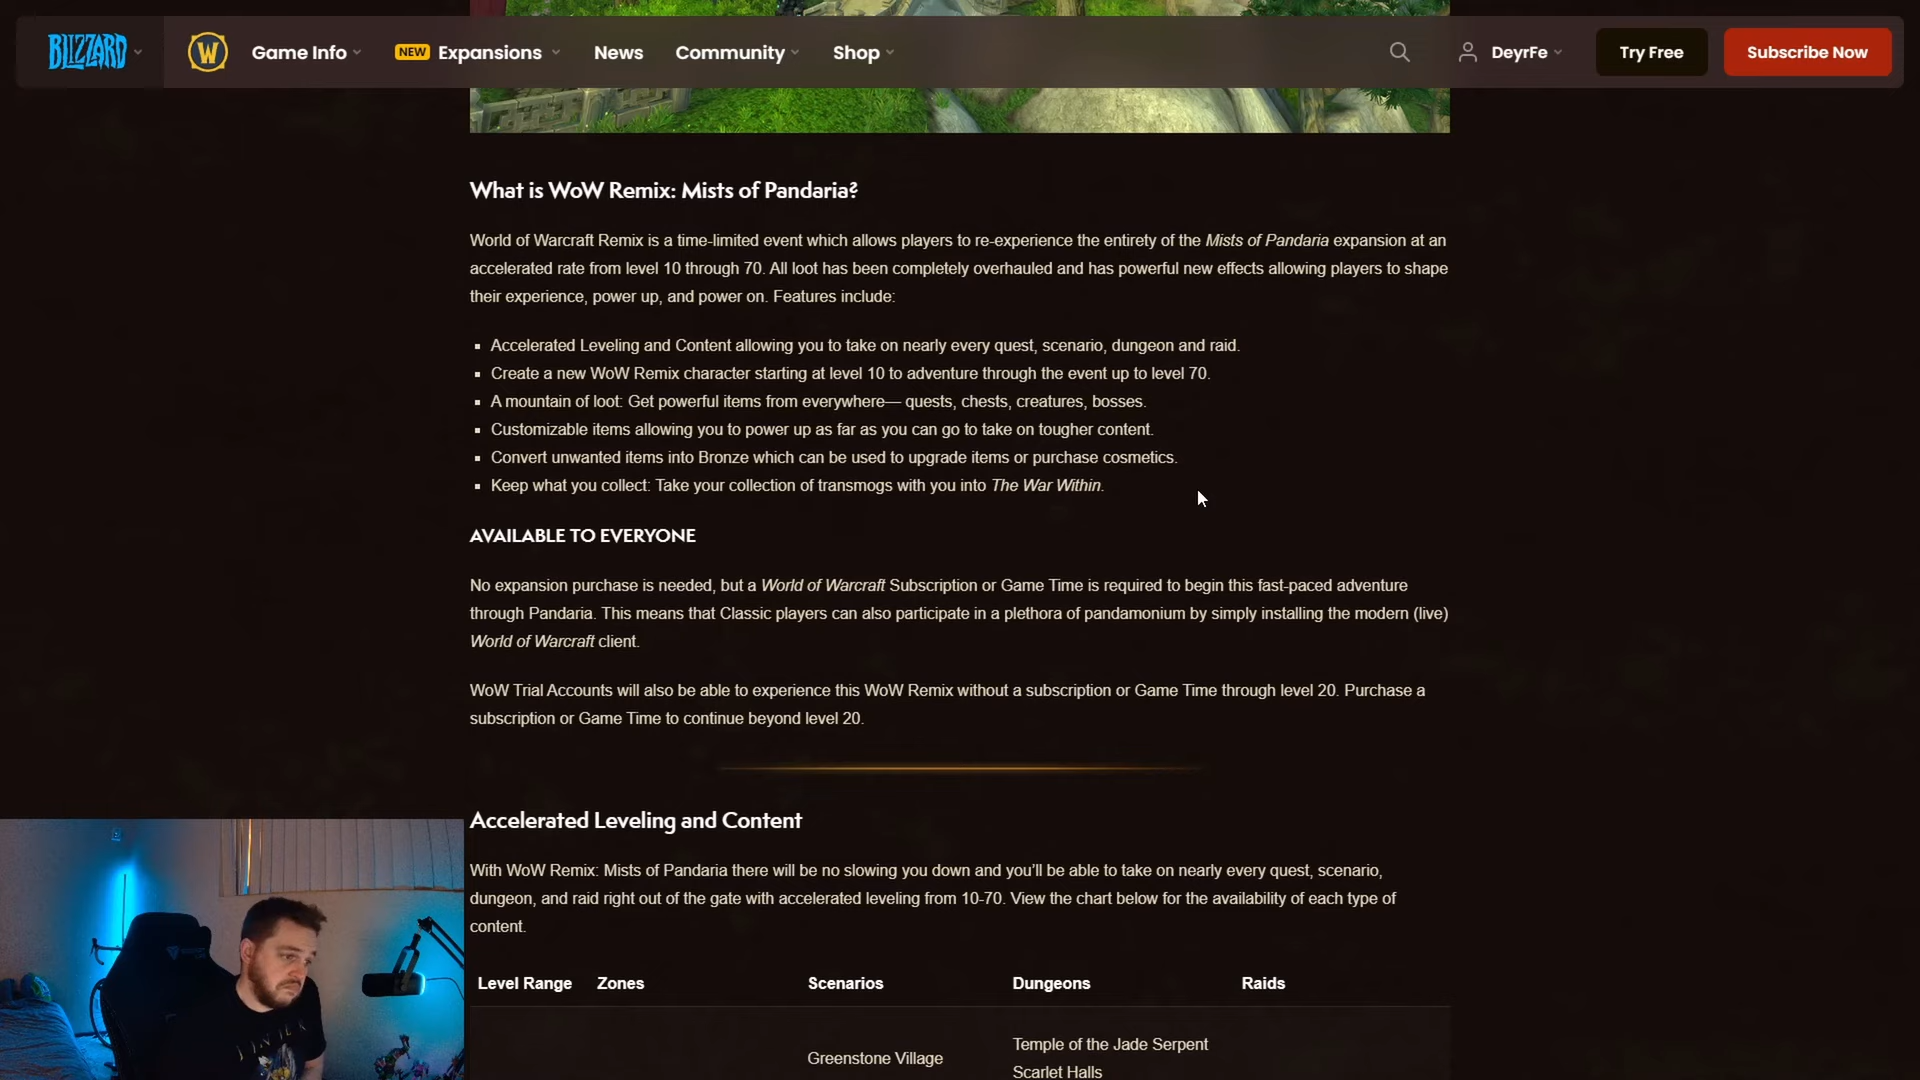 BLIZZARD
W
Game Info
NEW Expansions
News
Community
Shop
DeyrFe
Try Free
Subscribe Now
What is WoW Remix: Mists of Pandaria?
World of Warcraft Remix is a time-limited event which allows players to re-experience the entirety of the Mists of Pandaria expansion at an
accelerated rate from level 10 through 70. All loot has been completely overhauled and has powerful new effects allowing players to shape
their experience, power up, and power on. Features include:
▪ Accelerated Leveling and Content allowing you to take on nearly every quest, scenario, dungeon and raid.
▪ Create a new WoW Remix character starting at level 10 to adventure through the event up to level 70.
▪ A mountain of loot: Get powerful items from everywhere— quests, chests, creatures, bosses.
▪ Customizable items allowing you to power up as far as you can go to take on tougher content.
▪ Convert unwanted items into Bronze which can be used to upgrade items or purchase cosmetics.
▪ Keep what you collect: Take your collection of transmogs with you into The War Within.
AVAILABLE TO EVERYONE
No expansion purchase is needed, but a World of Warcraft Subscription or Game Time is required to begin this fast-paced adventure
through Pandaria. This means that Classic players can also participate in a plethora of pandamonium by simply installing the modern (live)
World of Warcraft client.
WoW Trial Accounts will also be able to experience this WoW Remix without a subscription or Game Time through level 20. Purchase a
subscription or Game Time to continue beyond level 20.
Accelerated Leveling and Content
With WoW Remix: Mists of Pandaria there will be no slowing you down and you'll be able to take on nearly every quest, scenario,
dungeon, and raid right out of the gate with accelerated leveling from 10-70. View the chart below for the availability of each type of
content.
Level Range
Zones
Scenarios
Dungeons
Raids
Greenstone Village
Temple of the Jade Serpent
Scarlet Halls